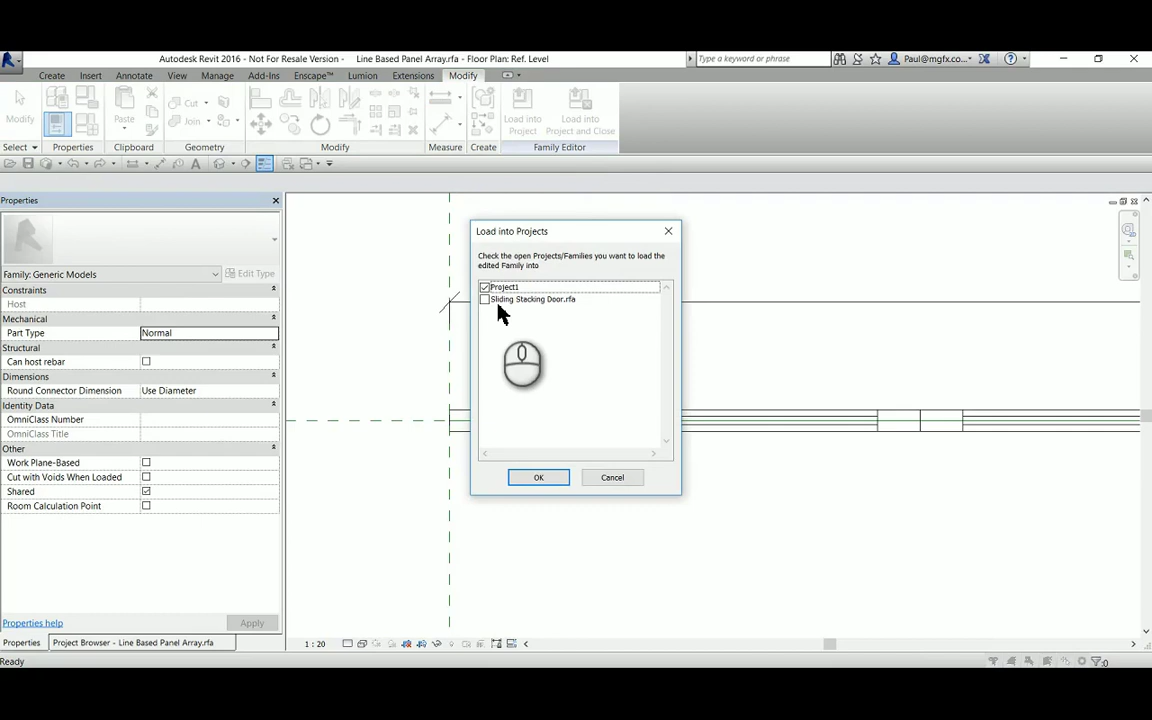 Autodesk Revit 2016 - Not For Resale Version - Line Based Panel Array.rfa - Floor Plan: Ref. Level
Type a keyword or phrase
Paul@mgfx.co...
Create Insert Annotate View Manage Add-Ins Enscape™ Lumion Extensions Modify
Modify
Paste
Cut
Join
Load into Project
Load into Project and Close
Select Properties Clipboard Geometry Modify Measure Create Family Editor
Properties
Family: Generic Models
Edit Type
Constraints
Host
Mechanical
Part Type Normal
Structural
Can host rebar
Dimensions
Round Connector Dimension Use Diameter
Identity Data
OmniClass Number
OmniClass Title
Other
Work Plane-Based
Cut with Voids When Loaded
Shared
Room Calculation Point
Properties help
Apply
Properties
Project Browser - Line Based Panel Array.rfa
Ready
Load into Projects
Check the open Projects/Families you want to load the
edited Family into
Project1
Sliding Stacking Door.rfa
OK
Cancel
1 : 20
:0